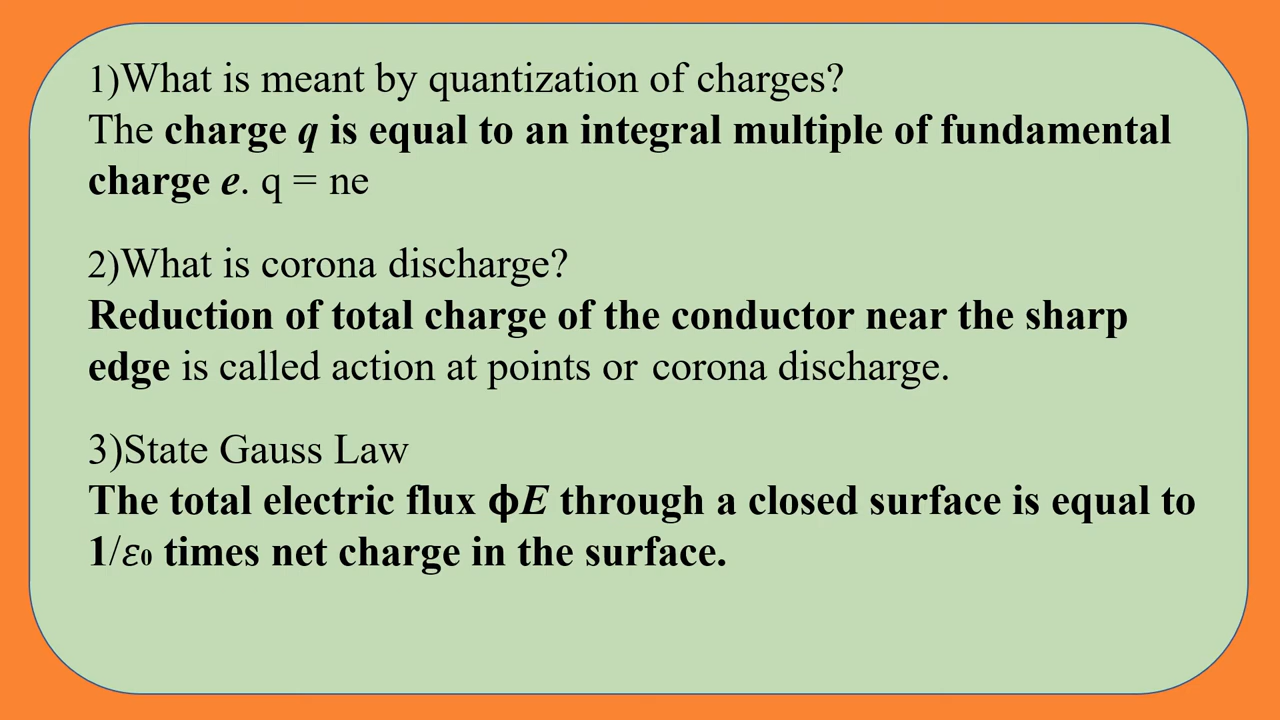 1)What is meant by quantization of charges?
The charge q is equal to an integral multiple of fundamental
charge e. q = ne
2)What is corona discharge?
Reduction of total charge of the conductor near the sharp
edge is called action at points or corona discharge.
3)State Gauss Law
The total electric flux ϕE through a closed surface is equal to
1/ε₀ times net charge in the surface.